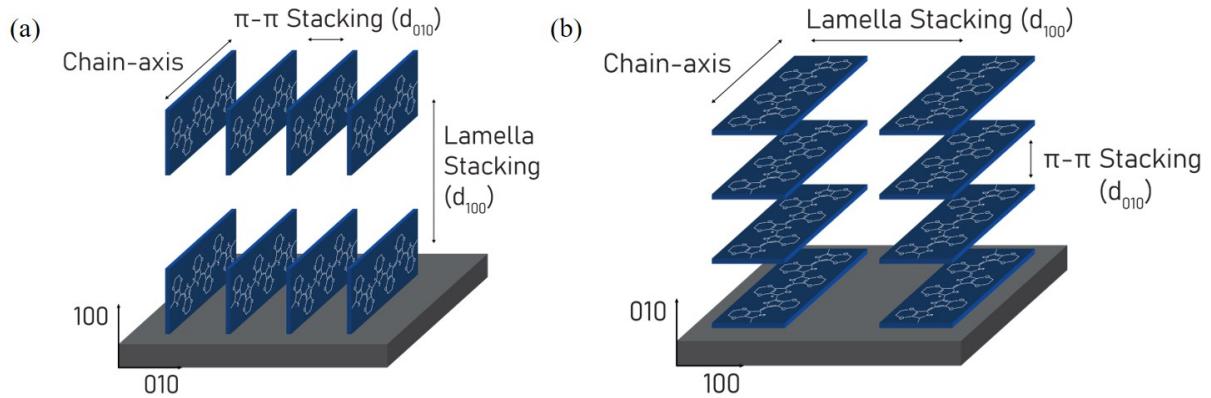 (a)
π-π Stacking (d₀₁₀)
Chain-axis
Lamella
Stacking
(d₁₀₀)
100
010
(b)
Lamella Stacking (d₁₀₀)
Chain-axis
π-π Stacking
(d₀₁₀)
010
100